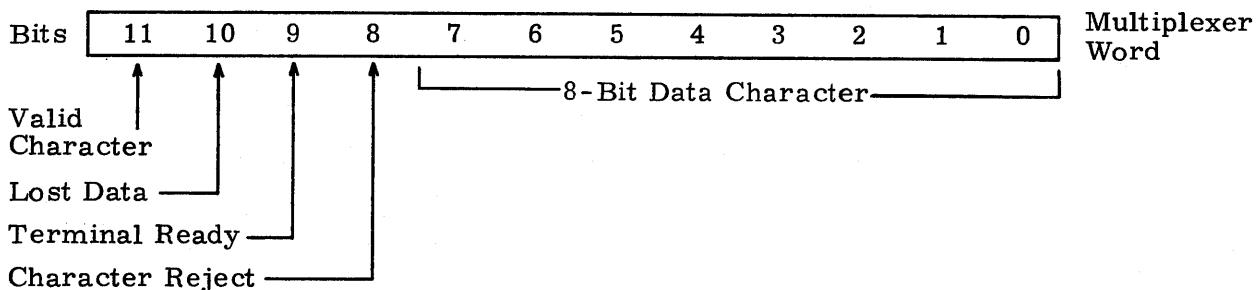 Bits 11 10 9 8 7 6 5 4 3 2 1 0 Multiplexer
Word
8-Bit Data Character
Valid
Character
Lost Data
Terminal Ready
Character Reject